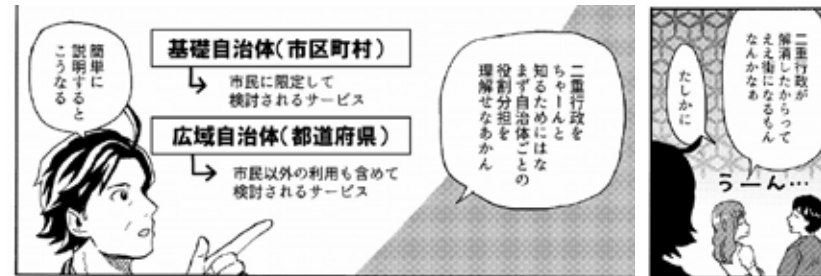 二重行政が
解消したからって
ええ街になるもん
なんかなぁ
たしかに
うーん…
二重行政を
ちゃーんと
知るためにはな
まず自治体ごとの
役割分担を
理解せなあかん
簡単に
説明すると
こうなる
基礎自治体（市区町村）
市民に限定して
検討されるサービス
広域自治体（都道府県）
市民以外の利用も含めて
検討されるサービス